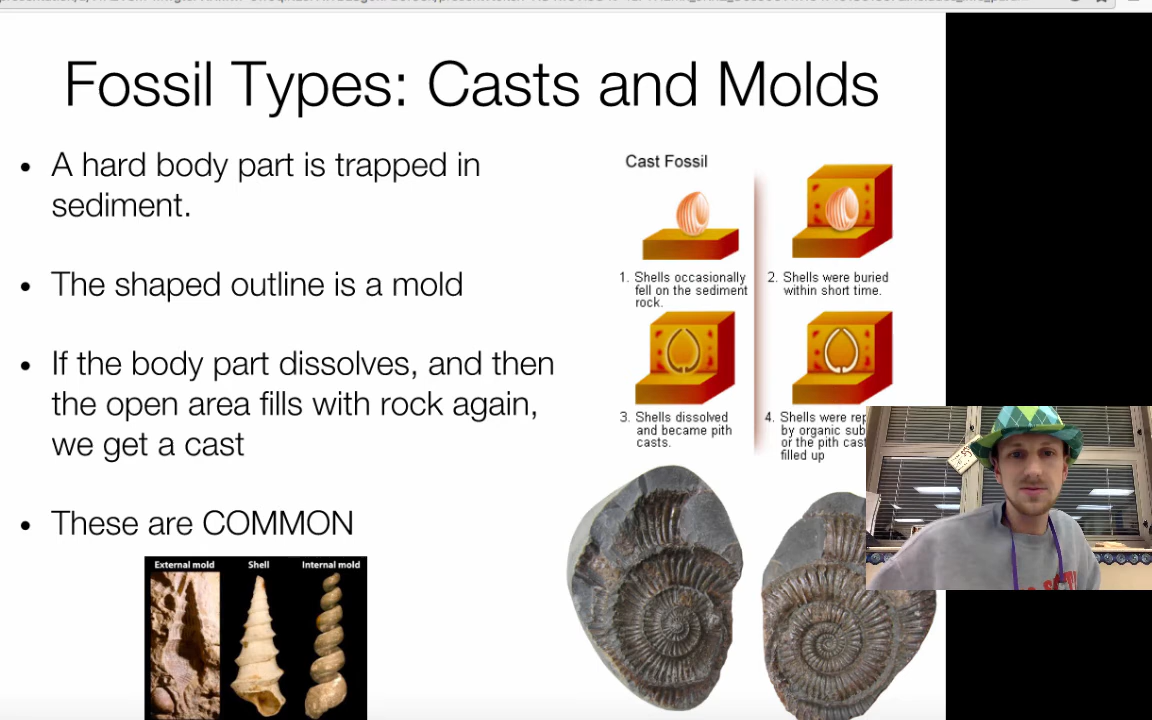 Fossil Types: Casts and Molds
• A hard body part is trapped in
sediment.
• The shaped outline is a mold
• If the body part dissolves, and then
the open area fills with rock again,
we get a cast
• These are COMMON
External mold
Shell
Internal mold
Cast Fossil
1. Shells occasionally
fell on the sediment
rock.
2. Shells were buried
within short time.
3. Shells dissolved
and became pith
casts.
4. Shells were
by organic
or the pith
filled up